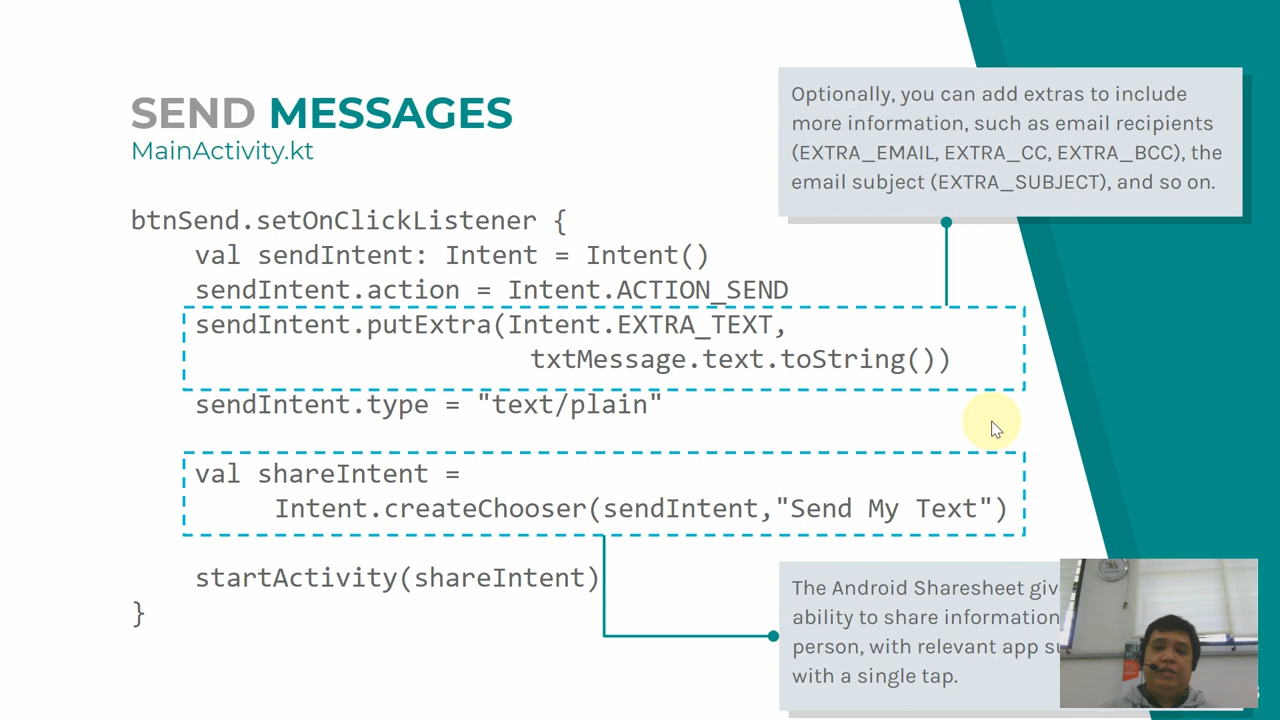 SEND MESSAGES
MainActivity.kt
btnSend.setOnClickListener {
val sendIntent: Intent = Intent()
sendIntent.action = Intent.ACTION_SEND
sendIntent.putExtra(Intent.EXTRA_TEXT,
txtMessage.text.toString())
sendIntent.type = "text/plain"
val shareIntent =
Intent.createChooser(sendIntent,"Send My Text")
startActivity(shareIntent)
}
Optionally, you can add extras to include
more information, such as email recipients
(EXTRA_EMAIL, EXTRA_CC, EXTRA_BCC), the
email subject (EXTRA_SUBJECT), and so on.
The Android Sharesheet
ability to share information
person, with relevant app
with a single tap.